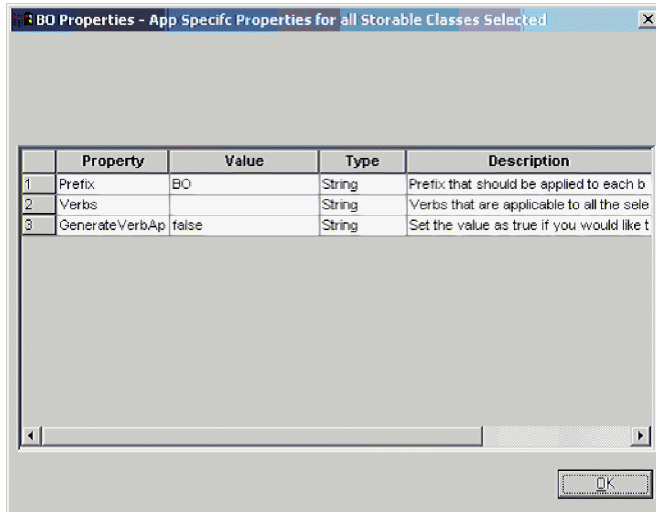 BO Properties - App Specifc Properties for all Storable Classes Selected
Property Value Type Description
1 Prefix BO String Prefix that should be applied to each b
2 Verbs String Verbs that are applicable to all the sele
3 GenerateVerbAp false String Set the value as true if you would like t
OK